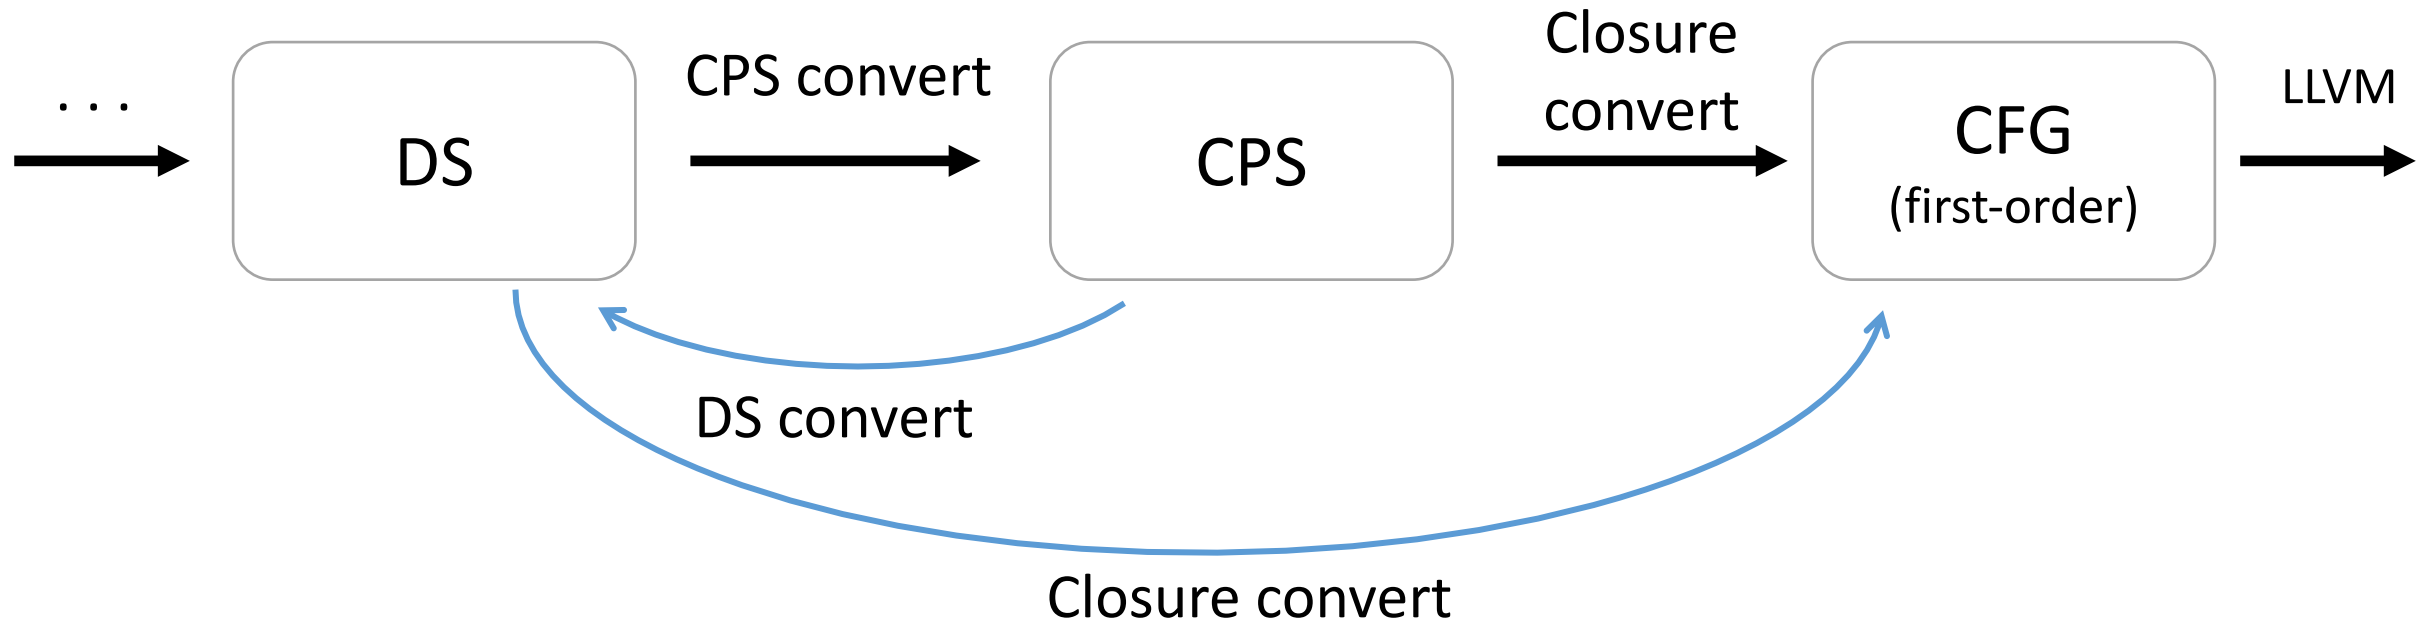 . . .
DS
CPS convert
CPS
Closure
convert
CFG
(first-order)
LLVM
DS convert
Closure convert